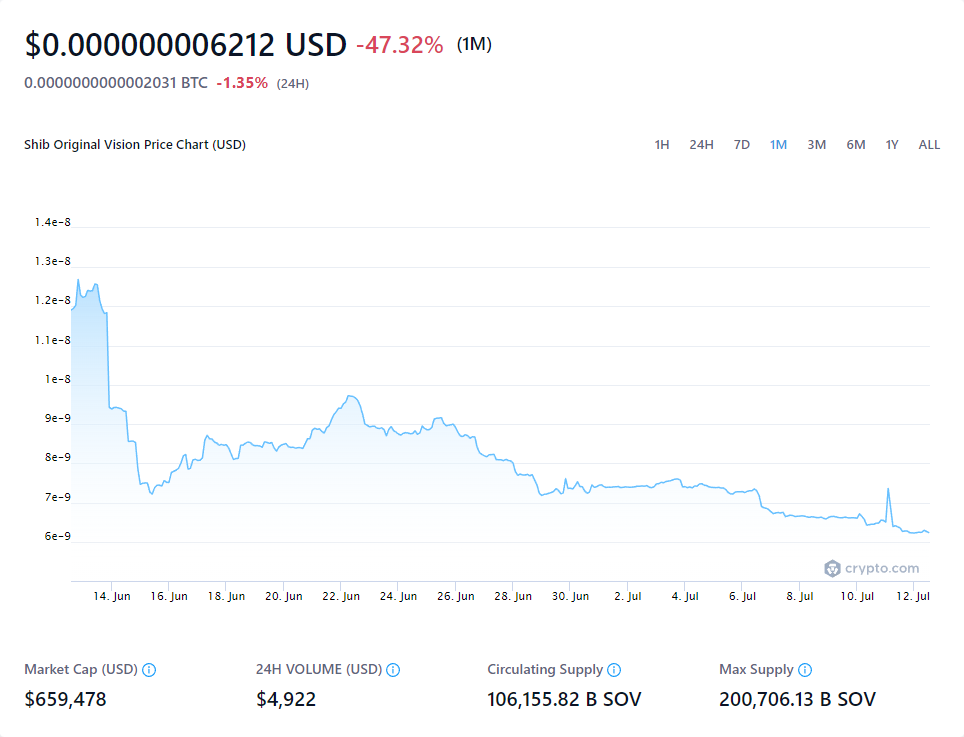 $0.000000006212 USD -47.32% (1M)
0.0000000000002031 BTC -1.35% (24H)
Shib Original Vision Price Chart (USD) 1H 24H 7D 1M 3M 6M 1Y ALL
1.4e-8
1.3e-8
1.2e-8
1.1e-8
1e-8
9e-9
8e-9
7e-9
6e-9
crypto.com
14. Jun 16. Jun 18. Jun 20. Jun 22. Jun 24. Jun 26. Jun 28. Jun 30. Jun 2. Jul 4. Jul 6. Jul 8. Jul 10. Jul 12. Jul
Market Cap (USD) 24H VOLUME (USD) Circulating Supply Max Supply
$659,478 $4,922 106,155.82 B SOV 200,706.13 B SOV